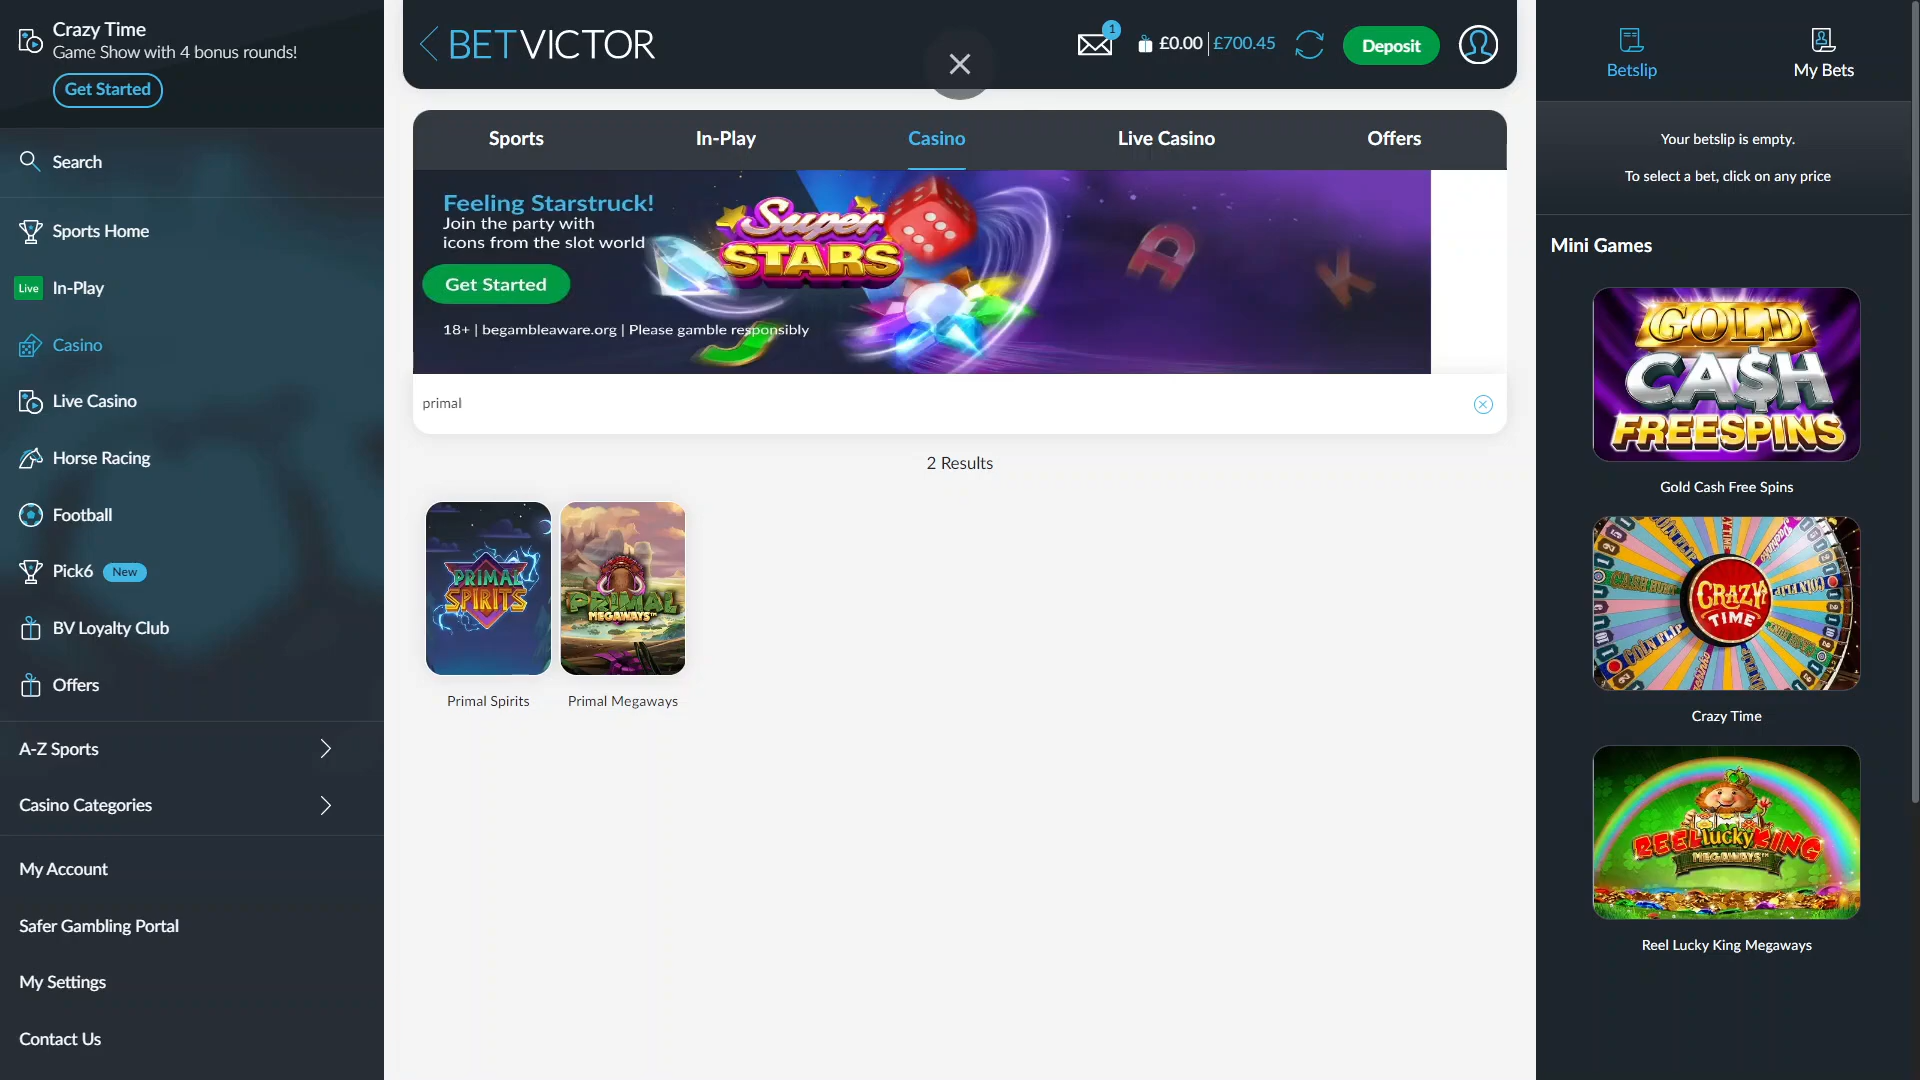 Crazy Time
Game Show with 4 bonus rounds!
Get Started
Search
Sports Home
Live In-Play
Casino
Live Casino
Horse Racing
Football
Pick6 New
BV Loyalty Club
Offers
A-Z Sports
Casino Categories
My Account
Safer Gambling Portal
My Settings
Contact Us
BETVICTOR
1
£0.00 £700.45
Deposit
Sports In-Play Casino Live Casino Offers
Feeling Starstruck!
Join the party with
icons from the slot world
Get Started
18+ | begambleaware.org | Please gamble responsibly
Super
STARS
A K
primal
2 Results
PRIMAL
SPIRITS
PRIMAL
MEGAWAYS™
Primal Spirits Primal Megaways
Betslip My Bets
Your betslip is empty.
To select a bet, click on any price
Mini Games
GOLD
CA$H
FREESPINS
Gold Cash Free Spins
CRAZY
TIME
Crazy Time
REEL lucky KING
MEGAWAYS™
Reel Lucky King Megaways